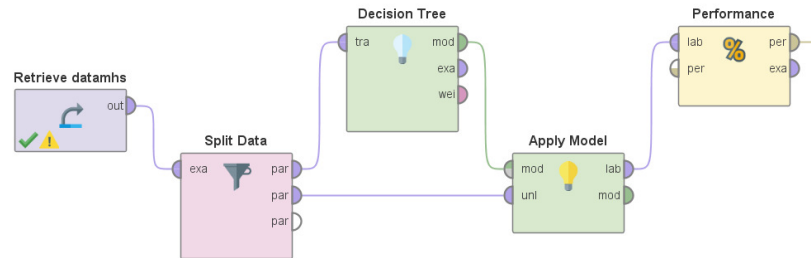 Retrieve datamhs
out
Split Data
exa par
par
par
Decision Tree
tra mod
exa
wei
Apply Model
mod lab
unl mod
Performance
%
lab per
per exa